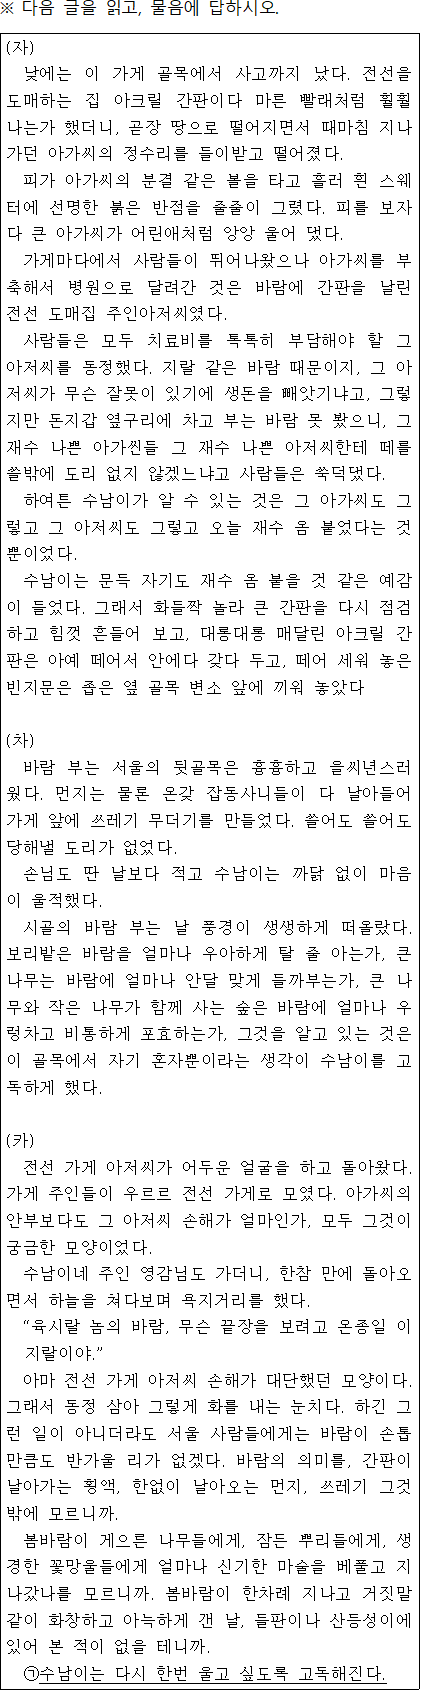 ※ 다음 글을 읽고, 물음에 답하시오.
(자)
낮에는 이 가게 골목에서 사고까지 났다. 전선을
도매하는 집 아크릴 간판이다 마른 빨래처럼 훨훨
나는가 했더니, 곧장 땅으로 떨어지면서 때마침 지나
가던 아가씨의 정수리를 들이받고 떨어졌다.
피가 아가씨의 분결 같은 볼을 타고 흘러 흰 스웨
터에 선명한 붉은 반점을 줄줄이 그렸다. 피를 보자
다 큰 아가씨가 어린애처럼 앙앙 울어 댔다.
가게마다에서 사람들이 뛰어나왔으나 아가씨를 부
축해서 병원으로 달려간 것은 바람에 간판을 날린
전선 도매집 주인아저씨였다.
사람들은 모두 치료비를 톡톡히 부담해야 할 그
아저씨를 동정했다. 지랄 같은 바람 때문이지, 그 아
저씨가 무슨 잘못이 있기에 생돈을 빼앗기냐고, 그렇
지만 돈지갑 옆구리에 차고 부는 바람 못 봤으니, 그
재수 나쁜 아가씬들 그 재수 나쁜 아저씨한테 떼를
쓸밖에 도리 없지 않겠느냐고 사람들은 쑥덕댔다.
하여튼 수남이가 알 수 있는 것은 그 아가씨도 그
렇고 그 아저씨도 그렇고 오늘 재수 옴 붙었다는 것
뿐이었다.
수남이는 문득 자기도 재수 옴 붙을 것 같은 예감
이 들었다. 그래서 화들짝 놀라 큰 간판을 다시 점검
하고 힘껏 흔들어 보고, 대롱대롱 매달린 아크릴 간
판은 아예 떼어서 안에다 갖다 두고, 떼어 세워 놓은
빈지문은 좁은 옆 골목 변소 앞에 끼워 놓았다
(차)
바람 부는 서울의 뒷골목은 흉흉하고 을씨년스러
웠다. 먼지는 물론 온갖 잡동사니들이 다 날아들어
가게 앞에 쓰레기 무더기를 만들었다. 쓸어도 쓸어도
당해낼 도리가 없었다.
손님도 딴 날보다 적고 수남이는 까닭 없이 마음
이 울적했다.
시골의 바람 부는 날 풍경이 생생하게 떠올랐다.
보리밭은 바람을 얼마나 우아하게 탈 줄 아는가, 큰
나무는 바람에 얼마나 안달 맞게 들까부는가, 큰 나
무와 작은 나무가 함께 사는 숲은 바람에 얼마나 우
렁차고 비통하게 포효하는가, 그것을 알고 있는 것은
이 골목에서 자기 혼자뿐이라는 생각이 수남이를 고
독하게 했다.
(카)
전선 가게 아저씨가 어두운 얼굴을 하고 돌아왔다.
가게 주인들이 우르르 전선 가게로 모였다. 아가씨의
안부보다도 그 아저씨 손해가 얼마인가, 모두 그것이
궁금한 모양이었다.
수남이네 주인 영감님도 가더니, 한참 만에 돌아오
면서 하늘을 쳐다보며 욕지거리를 했다.
“육시랄 놈의 바람, 무슨 끝장을 보려고 온종일 이
지랄이야.”
아마 전선 가게 아저씨 손해가 대단했던 모양이다.
그래서 동정 삼아 그렇게 화를 내는 눈치다. 하긴 그
런 일이 아니더라도 서울 사람들에게는 바람이 손톱
만큼도 반가울 리가 없겠다. 바람의 의미를, 간판이
날아가는 횡액, 한없이 날아오는 먼지, 쓰레기 그것
밖에 모르니까.
봄바람이 게으른 나무들에게, 잠든 뿌리들에게, 생
경한 꽃망울들에게 얼마나 신기한 마술을 베풀고 지
나갔나를 모르니까. 봄바람이 한차례 지나고 거짓말
같이 화창하고 아늑하게 갠 날, 들판이나 산등성이에
있어 본 적이 없을 테니까.
㉠수남이는 다시 한번 울고 싶도록 고독해진다.